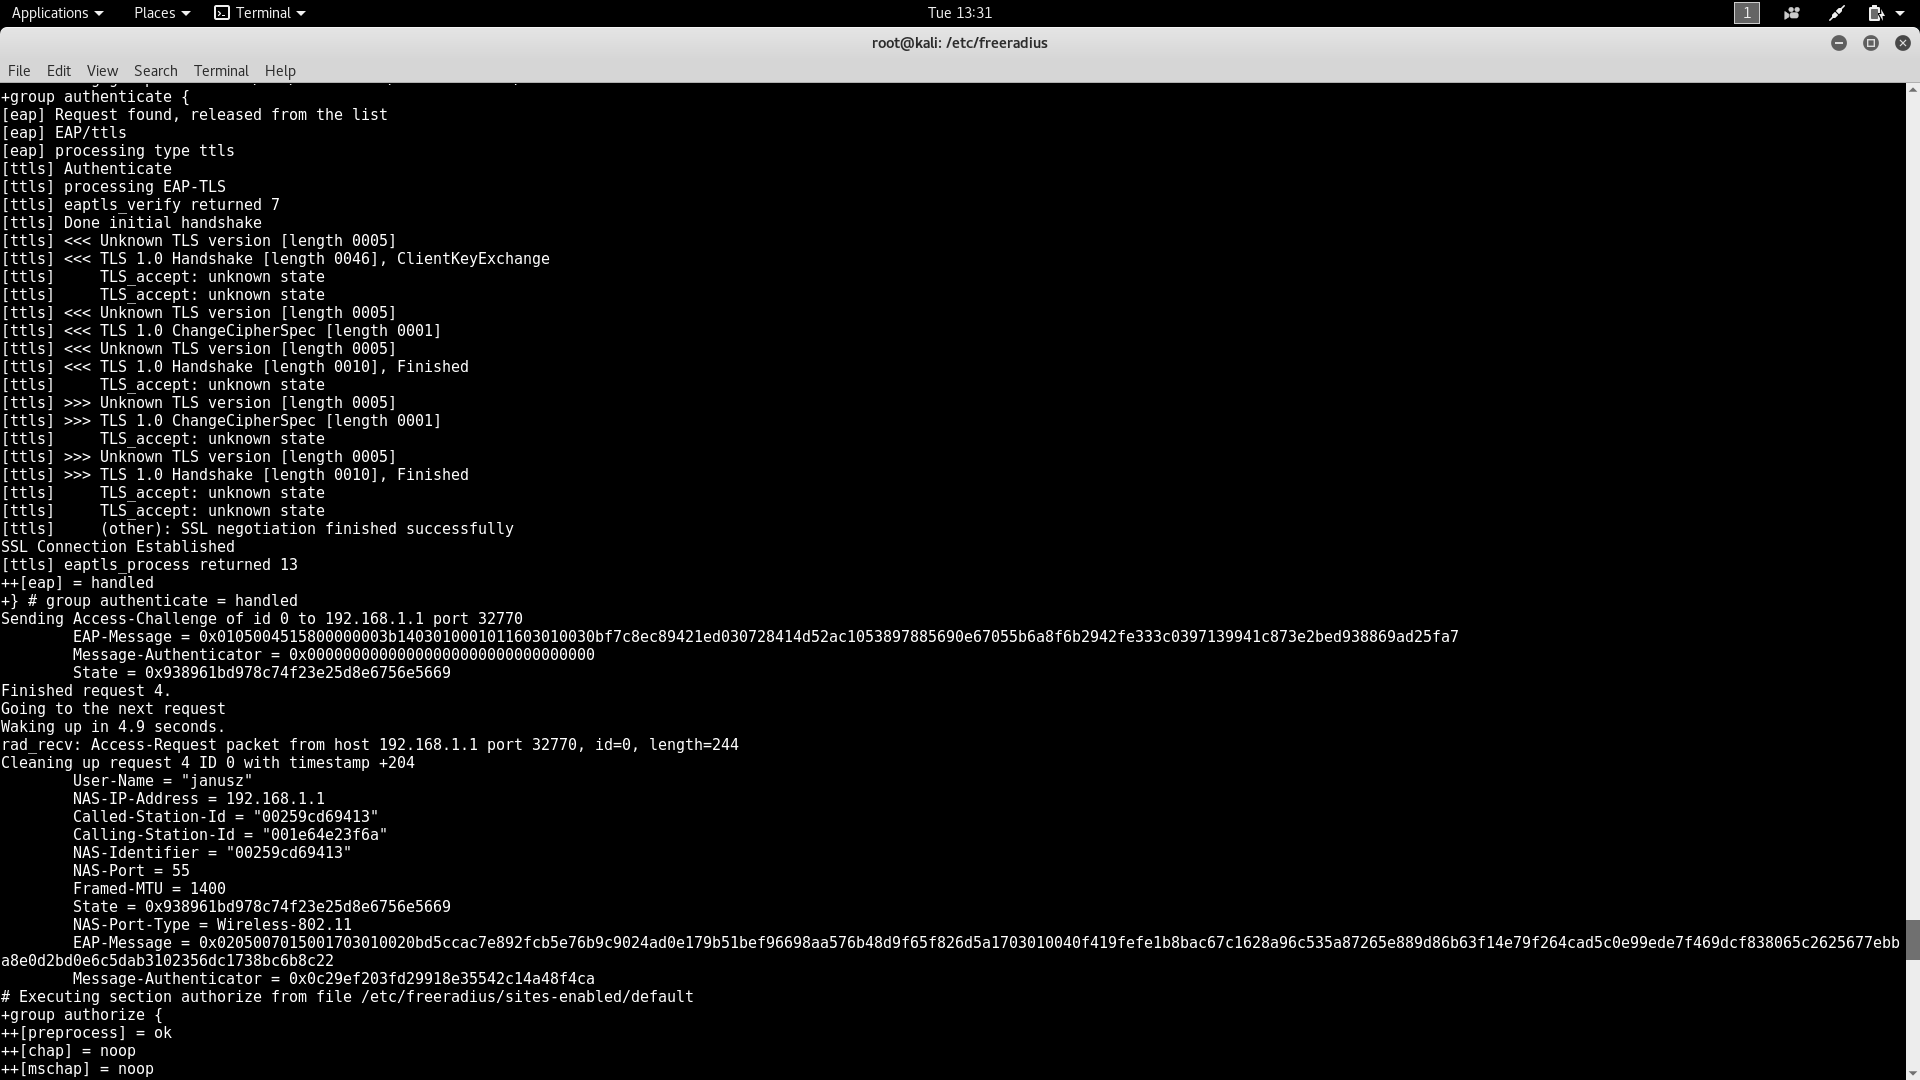 Applications Places Terminal Tue 13:31 1
root@kali: /etc/freeradius
File Edit View Search Terminal Help
+group authenticate {
[eap] Request found, released from the list
[eap] EAP/ttls
[eap] processing type ttls
[ttls] Authenticate
[ttls] processing EAP-TLS
[ttls] eaptls_verify returned 7
[ttls] Done initial handshake
[ttls] <<< Unknown TLS version [length 0005]
[ttls] <<< TLS 1.0 Handshake [length 0046], ClientKeyExchange
[ttls]     TLS_accept: unknown state
[ttls]     TLS_accept: unknown state
[ttls] <<< Unknown TLS version [length 0005]
[ttls] <<< TLS 1.0 ChangeCipherSpec [length 0001]
[ttls] <<< Unknown TLS version [length 0005]
[ttls] <<< TLS 1.0 Handshake [length 0010], Finished
[ttls]     TLS_accept: unknown state
[ttls] >>> Unknown TLS version [length 0005]
[ttls] >>> TLS 1.0 ChangeCipherSpec [length 0001]
[ttls]     TLS_accept: unknown state
[ttls] >>> Unknown TLS version [length 0005]
[ttls] >>> TLS 1.0 Handshake [length 0010], Finished
[ttls]     TLS_accept: unknown state
[ttls]     TLS_accept: unknown state
[ttls]     (other): SSL negotiation finished successfully
SSL Connection Established
[ttls] eaptls_process returned 13
++[eap] = handled
+} # group authenticate = handled
Sending Access-Challenge of id 0 to 192.168.1.1 port 32770
        EAP-Message = 0x0105004515800000003b1403010001011603010030bf7c8ec89421ed030728414d52ac1053897885690e67055b6a8f6b2942fe333c0397139941c873e2bed938869ad25fa7
        Message-Authenticator = 0x00000000000000000000000000000000
        State = 0x938961bd978c74f23e25d8e6756e5669
Finished request 4.
Going to the next request
Waking up in 4.9 seconds.
rad_recv: Access-Request packet from host 192.168.1.1 port 32770, id=0, length=244
Cleaning up request 4 ID 0 with timestamp +204
        User-Name = "janusz"
        NAS-IP-Address = 192.168.1.1
        Called-Station-Id = "00259cd69413"
        Calling-Station-Id = "001e64e23f6a"
        NAS-Identifier = "00259cd69413"
        NAS-Port = 55
        Framed-MTU = 1400
        State = 0x938961bd978c74f23e25d8e6756e5669
        NAS-Port-Type = Wireless-802.11
        EAP-Message = 0x0205007015001703010020bd5ccac7e892fcb5e76b9c9024ad0e179b51bef96698aa576b48d9f65f826d5a1703010040f419fefe1b8bac67c1628a96c535a87265e889d86b63f14e79f264cad5c0e99ede7f469dcf838065c2625677ebb
a8e0d2bd0e6c5dab3102356dc1738bc6b8c22
        Message-Authenticator = 0x0c29ef203fd29918e35542c14a48f4ca
# Executing section authorize from file /etc/freeradius/sites-enabled/default
+group authorize {
++[preprocess] = ok
++[chap] = noop
++[mschap] = noop